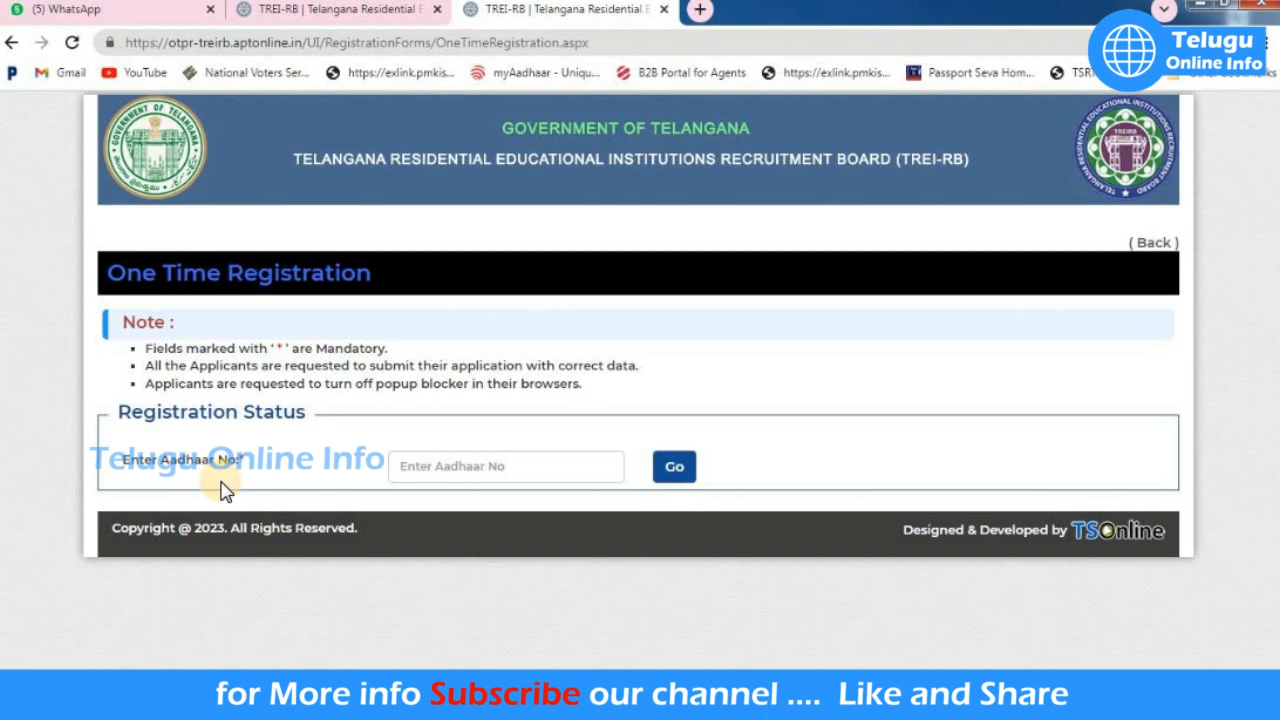 (5) WhatsApp
TREI-RB | Telangana Residential E
TREI-RB | Telangana Residential E
https://otpr-treirb.aptonline.in/UI/RegistrationForms/OneTimeRegistration.aspx
Telugu
Online Info
Gmail
YouTube
National Voters Ser...
https://exlink.pmkis...
myAadhaar - Uniqu...
B2B Portal for Agents
https://exlink.pmkis...
Passport Seva Hom...
GOVERNMENT OF TELANGANA
TELANGANA RESIDENTIAL EDUCATIONAL INSTITUTIONS RECRUITMENT BOARD (TREI-RB)
( Back )
One Time Registration
Note :
Fields marked with ' * ' are Mandatory.
All the Applicants are requested to submit their application with correct data.
Applicants are requested to turn off popup blocker in their browsers.
Registration Status
Telugu Online Info
Enter Aadhaar No:*
Enter Aadhaar No
Go
Copyright @ 2023. All Rights Reserved.
Designed & Developed by TSOnline
for More info Subscribe our channel .... Like and Share